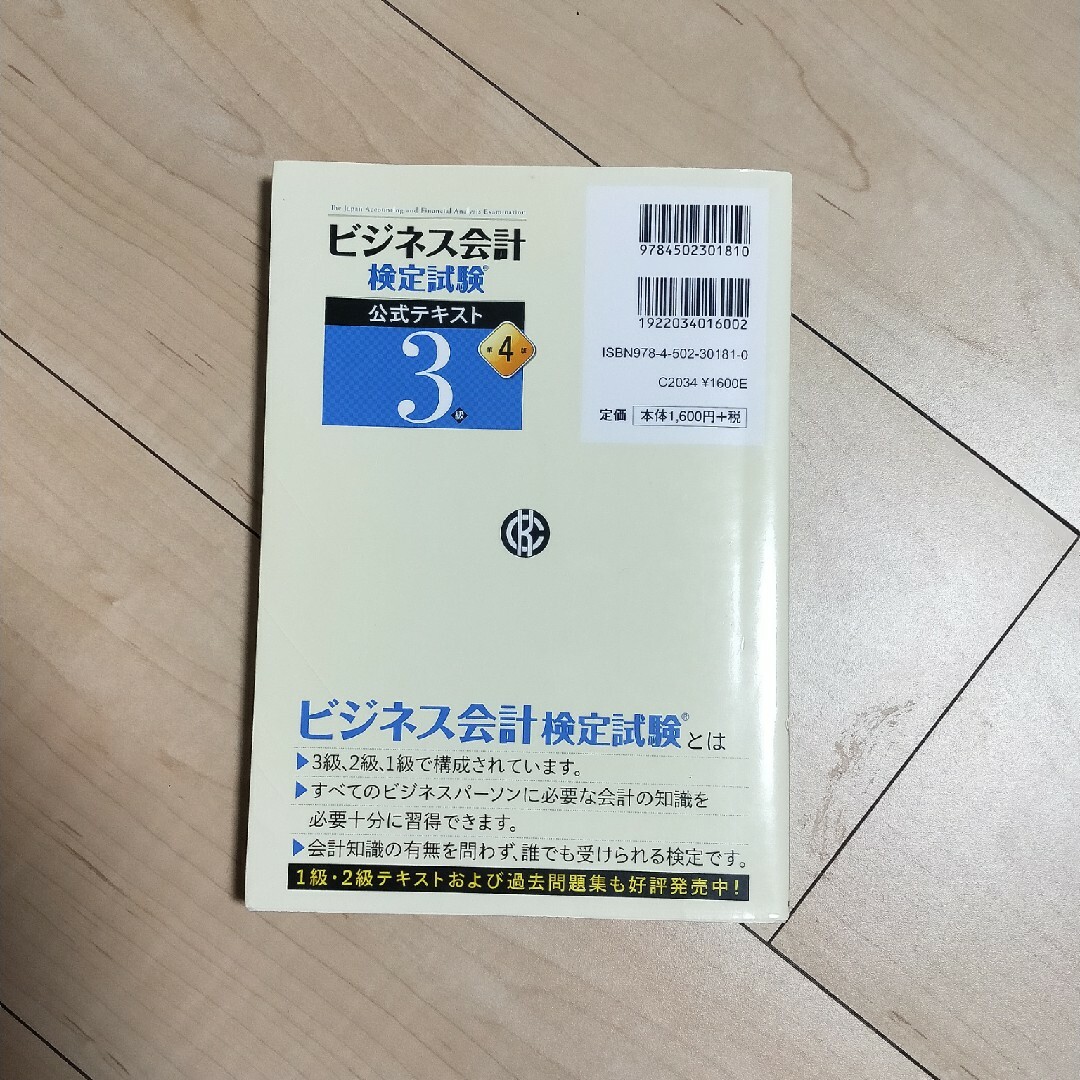 The Japan Accounting and Financial Analysis Examination
ビジネス会計
検定試験®
公式テキスト
3級
第4版
9784502301810
1922034016002
ISBN978-4-502-30181-0
C2034 ¥1600E
定価 本体1,600円+税
ビジネス会計検定試験®とは
▶3級、2級、1級で構成されています。
▶すべてのビジネスパーソンに必要な会計の知識を
必要十分に習得できます。
▶会計知識の有無を問わず、誰でも受けられる検定です。
1級・2級テキストおよび過去問題集も好評発売中!